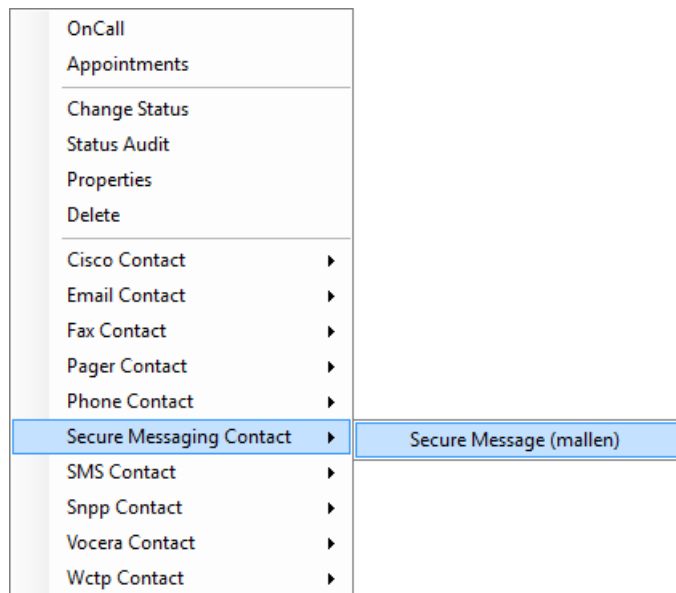 OnCall
Appointments
Change Status
Status Audit
Properties
Delete
Cisco Contact
Email Contact
Fax Contact
Pager Contact
Phone Contact
Secure Messaging Contact
Secure Message (mallen)
SMS Contact
Snpp Contact
Vocera Contact
Wctp Contact